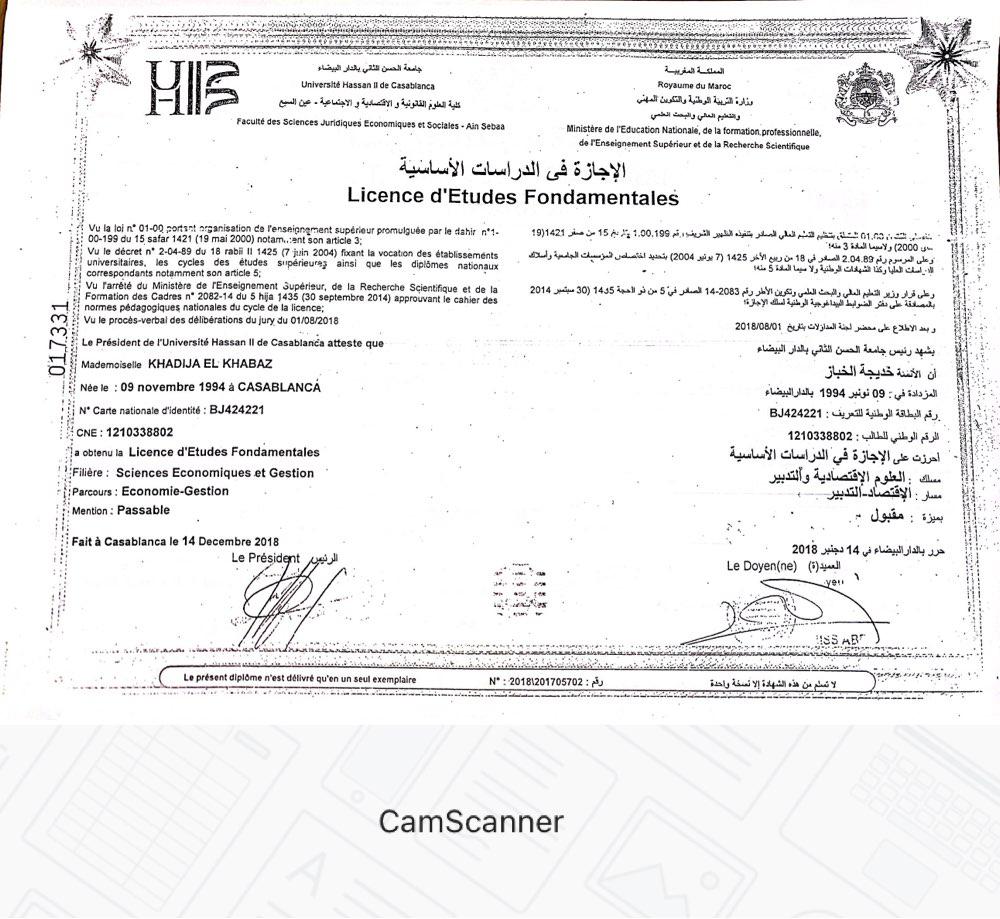 UH2
جامعة الحسن الثاني بالدار البيضاء
Université Hassan II de Casablanca
كلية العلوم القانونية و الاقتصادية و الاجتماعية - عين السبع
Faculté des Sciences Juridiques Economiques et Sociales - Ain Sebaa
المملكـــة المغربيـــة
Royaume du Maroc
وزارة التربية الوطنية والتكوين المهني
والتعليم العالي والبحث العلمي
Ministère de l'Education Nationale, de la formation professionnelle,
de l'Enseignement Supérieur et de la Recherche Scientifique
الإجازة في الدراسات الأساسية
Licence d'Etudes Fondamentales
Vu la loi n° 01-00 portant organisation de l'enseignement supérieur promulguée par le dahir n°1-
00-199 du 15 safar 1421 (19 mai 2000) notamment son article 3;
Vu le décret n° 2-04-89 du 18 rabii II 1425 (7 juin 2004) fixant la vocation des établissements
universitaires, les cycles des études supérieures ainsi que les diplômes nationaux
correspondants notamment son article 5;
Vu l'arrêté du Ministère de l'Enseignement Supérieur, de la Recherche Scientifique et de la
Formation des Cadres n° 2082-14 du 5 hija 1435 (30 septembre 2014) approuvant le cahier des
normes pédagogiques nationales du cycle de la licence;
Vu le procès-verbal des délibérations du jury du 01/08/2018
Le Président de l'Université Hassan II de Casablanca atteste que
Mademoiselle KHADIJA EL KHABAZ
Née le : 09 novembre 1994 à CASABLANCA
N° Carte nationale d'identité : BJ424221
CNE : 1210338802
a obtenu la Licence d'Etudes Fondamentales
Filière : Sciences Economiques et Gestion
Parcours : Economie-Gestion
Mention : Passable
Fait à Casablanca le 14 Decembre 2018
Le Président الرئيس
01.00 المتعلق بتنظيم التعليم العالي الصادر بتنفيذه الظهير الشريف رقم 1.00.199 بتاريخ 15 من صفر 1421(19
2000) ولاسيما المادة 3 منه؛
وعلى المرسوم رقم 2.04.89 الصادر في 18 من ربيع الآخر 1425 (7 يونيو 2004) بتحديد اختصاص المؤسسات الجامعية وأسلاك
الدراسات العليا وكذا الشهادات الوطنية ولا سيما المادة 5 منه؛
وعلى قرار وزير التعليم العالي والبحث العلمي وتكوين الأطر رقم 2083-14 الصادر في 5 من ذو الحجة 1435 (30 سبتمبر 2014
بالمصادقة على دفتر الضوابط البيداغوجية الوطنية لسلك الإجازة؛
و بعد الاطلاع على محضر لجنة المداولات بتاريخ 2018/08/01
يشهد رئيس جامعة الحسن الثاني بالدار البيضاء
أن الآنسة خديجة الخباز
المزدادة في : 09 نونبر 1994 بالدارالبيضاء
رقم البطاقة الوطنية للتعريف : BJ424221
الرقم الوطني للطالب : 1210338802
أحرزت على الإجازة في الدراسات الأساسية
مسلك : العلوم الإقتصادية والتدبير
مسار : الإقتصاد-التدبير
بميزة : مقبول
حرر بالدارالبيضاء في 14 دجنبر 2018
Le Doyen(ne) العميد(ة)
017331
Le présent diplôme n'est délivré qu'en un seul exemplaire
N° : 2018\201705702 : رقم
لا تسلم من هذه الشهادة إلا نسخة واحدة
CamScanner